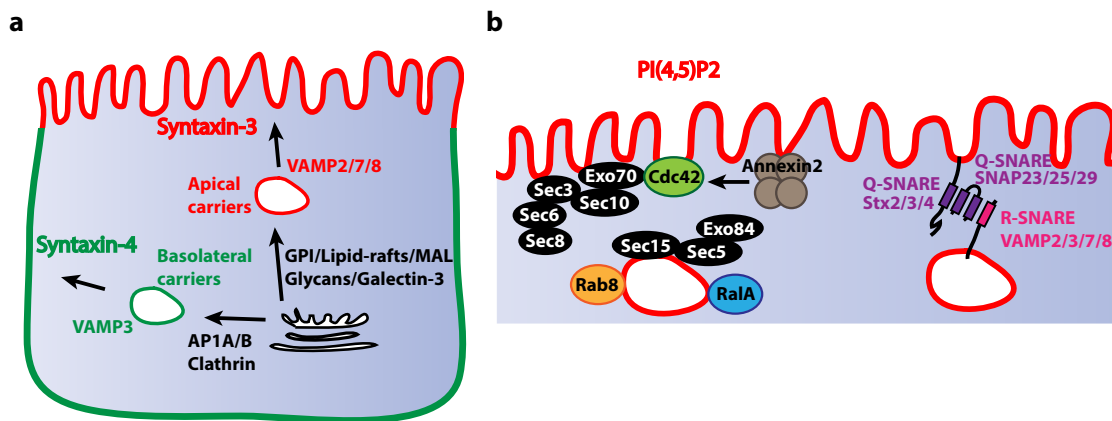 a
Syntaxin-3
VAMP2/7/8
Apical
carriers
Syntaxin-4
Basolateral
carriers
GPI/Lipid-rafts/MAL
Glycans/Galectin-3
VAMP3
AP1A/B
Clathrin
b
PI(4,5)P2
Exo70
Cdc42
Annexin2
Sec3
Sec10
Sec6
Sec8
Exo84
Sec15
Sec5
Rab8
RalA
Q-SNARE
SNAP23/25/29
Q-SNARE
Stx2/3/4
R-SNARE
VAMP2/3/7/8